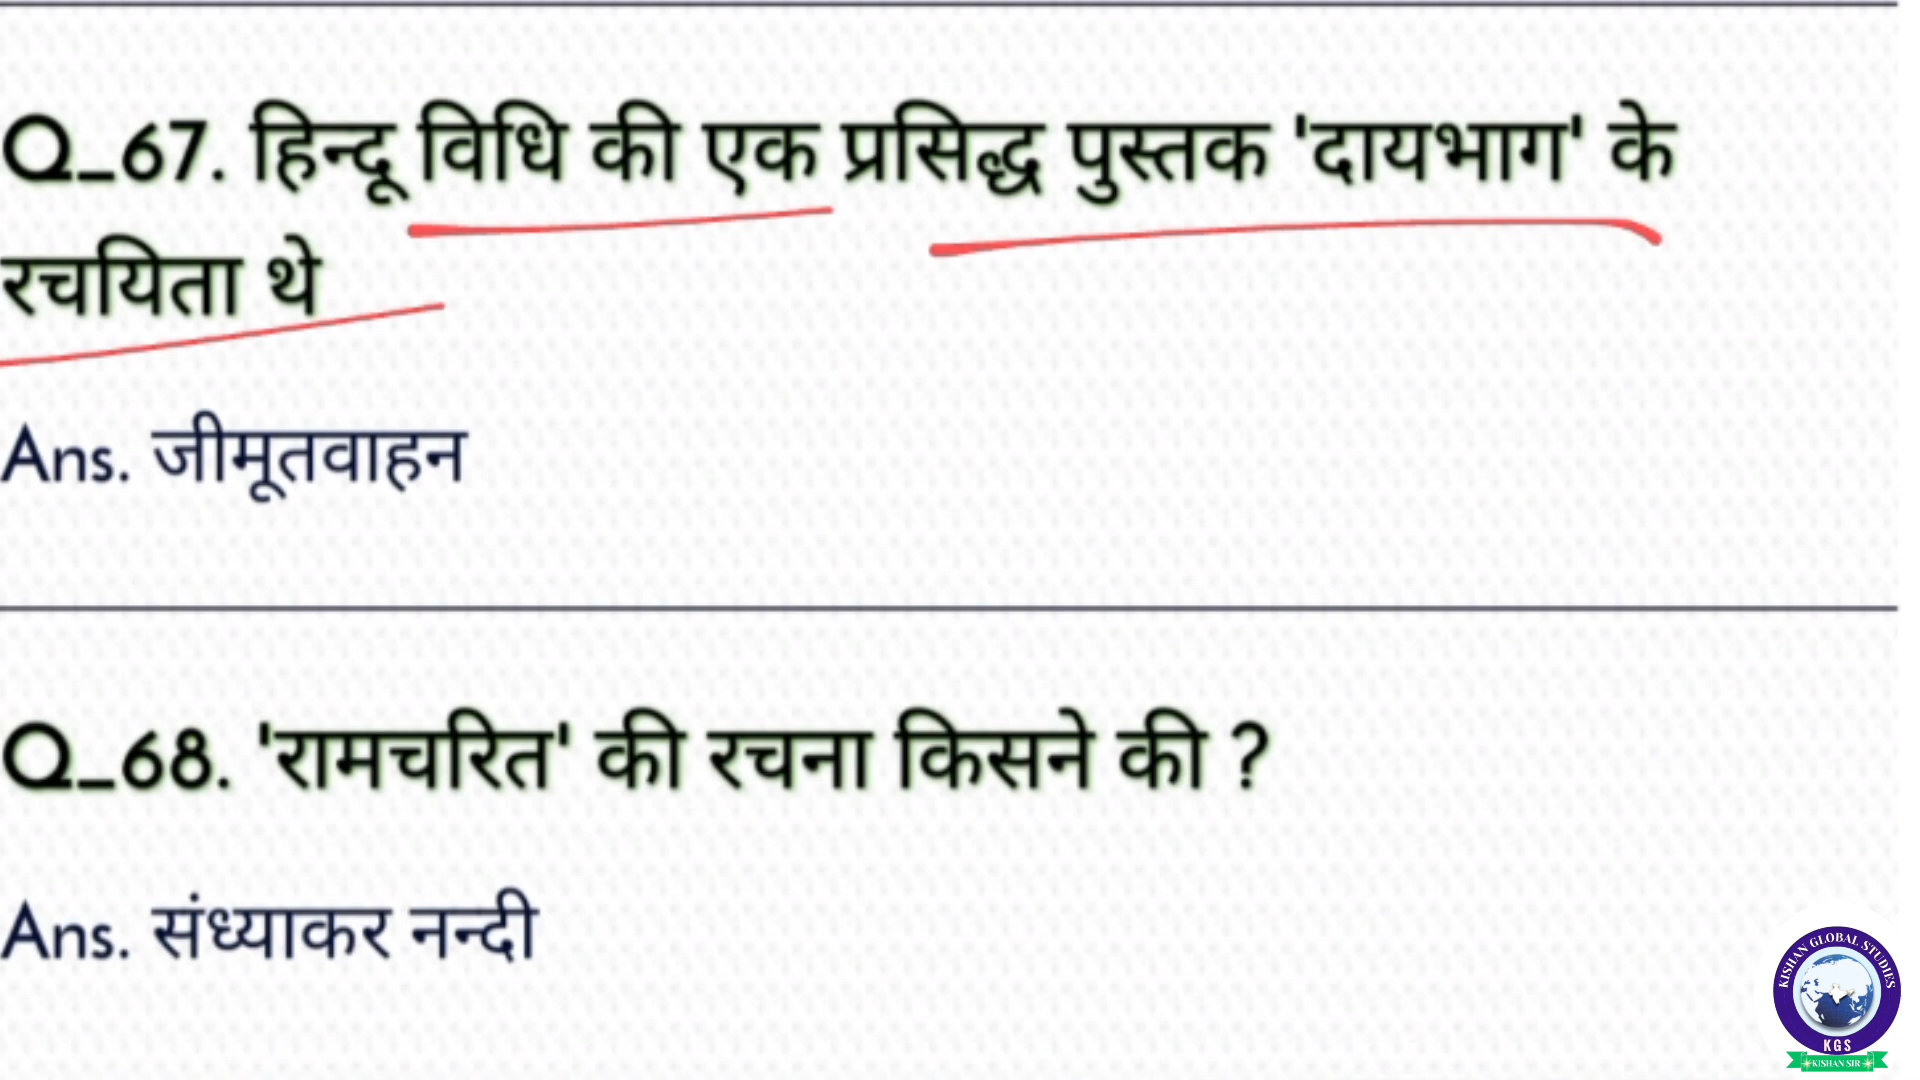 Q_67. हिन्दू विधि की एक प्रसिद्ध पुस्तक 'दायभाग' के
रचयिता थे
Ans. जीमूतवाहन
Q_68. 'रामचरित' की रचना किसने की ?
Ans. संध्याकर नन्दी
KISHAN GLOBAL STUDIES
KGS
KISHAN SIR